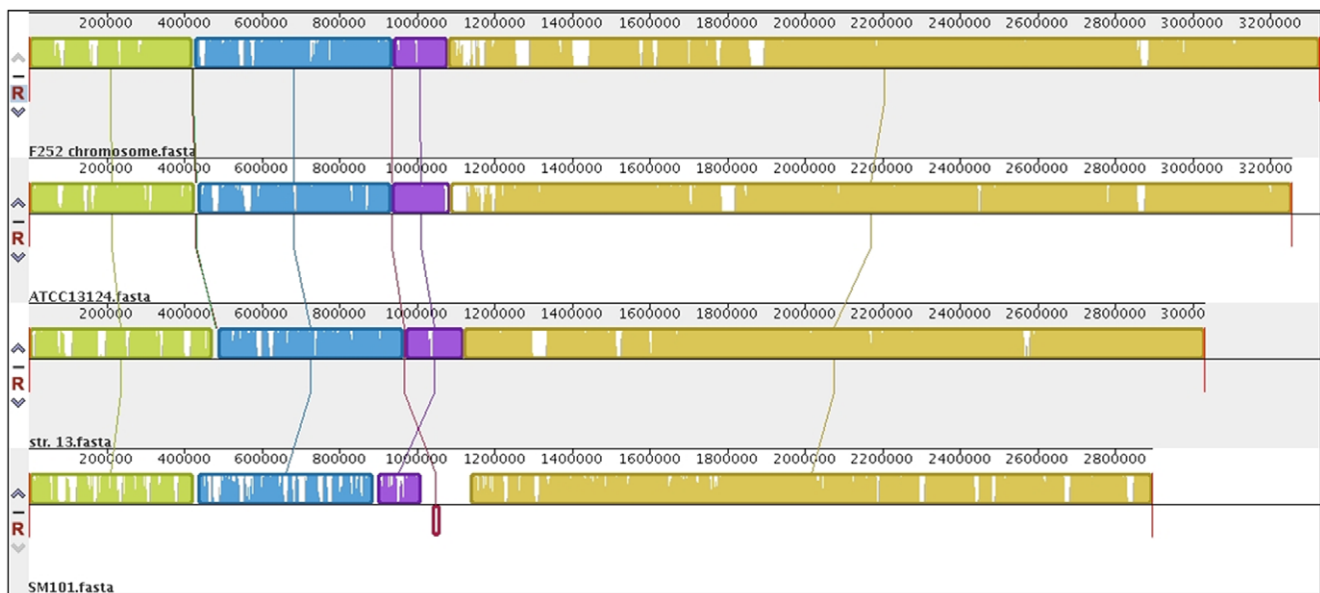 200000 400000 600000 800000 1000000 1200000 1400000 1600000 1800000 2000000 2200000 2400000 2600000 2800000 3000000 3200000
R
F252 chromosome.fasta
200000 400000 600000 800000 1000000 1200000 1400000 1600000 1800000 2000000 2200000 2400000 2600000 2800000 3000000 3200000
R
ATCC13124.fasta
200000 400000 600000 800000 1000000 1200000 1400000 1600000 1800000 2000000 2200000 2400000 2600000 2800000 30000
R
str. 13.fasta
200000 400000 600000 800000 1000000 1200000 1400000 1600000 1800000 2000000 2200000 2400000 2600000 2800000
R
SM101.fasta